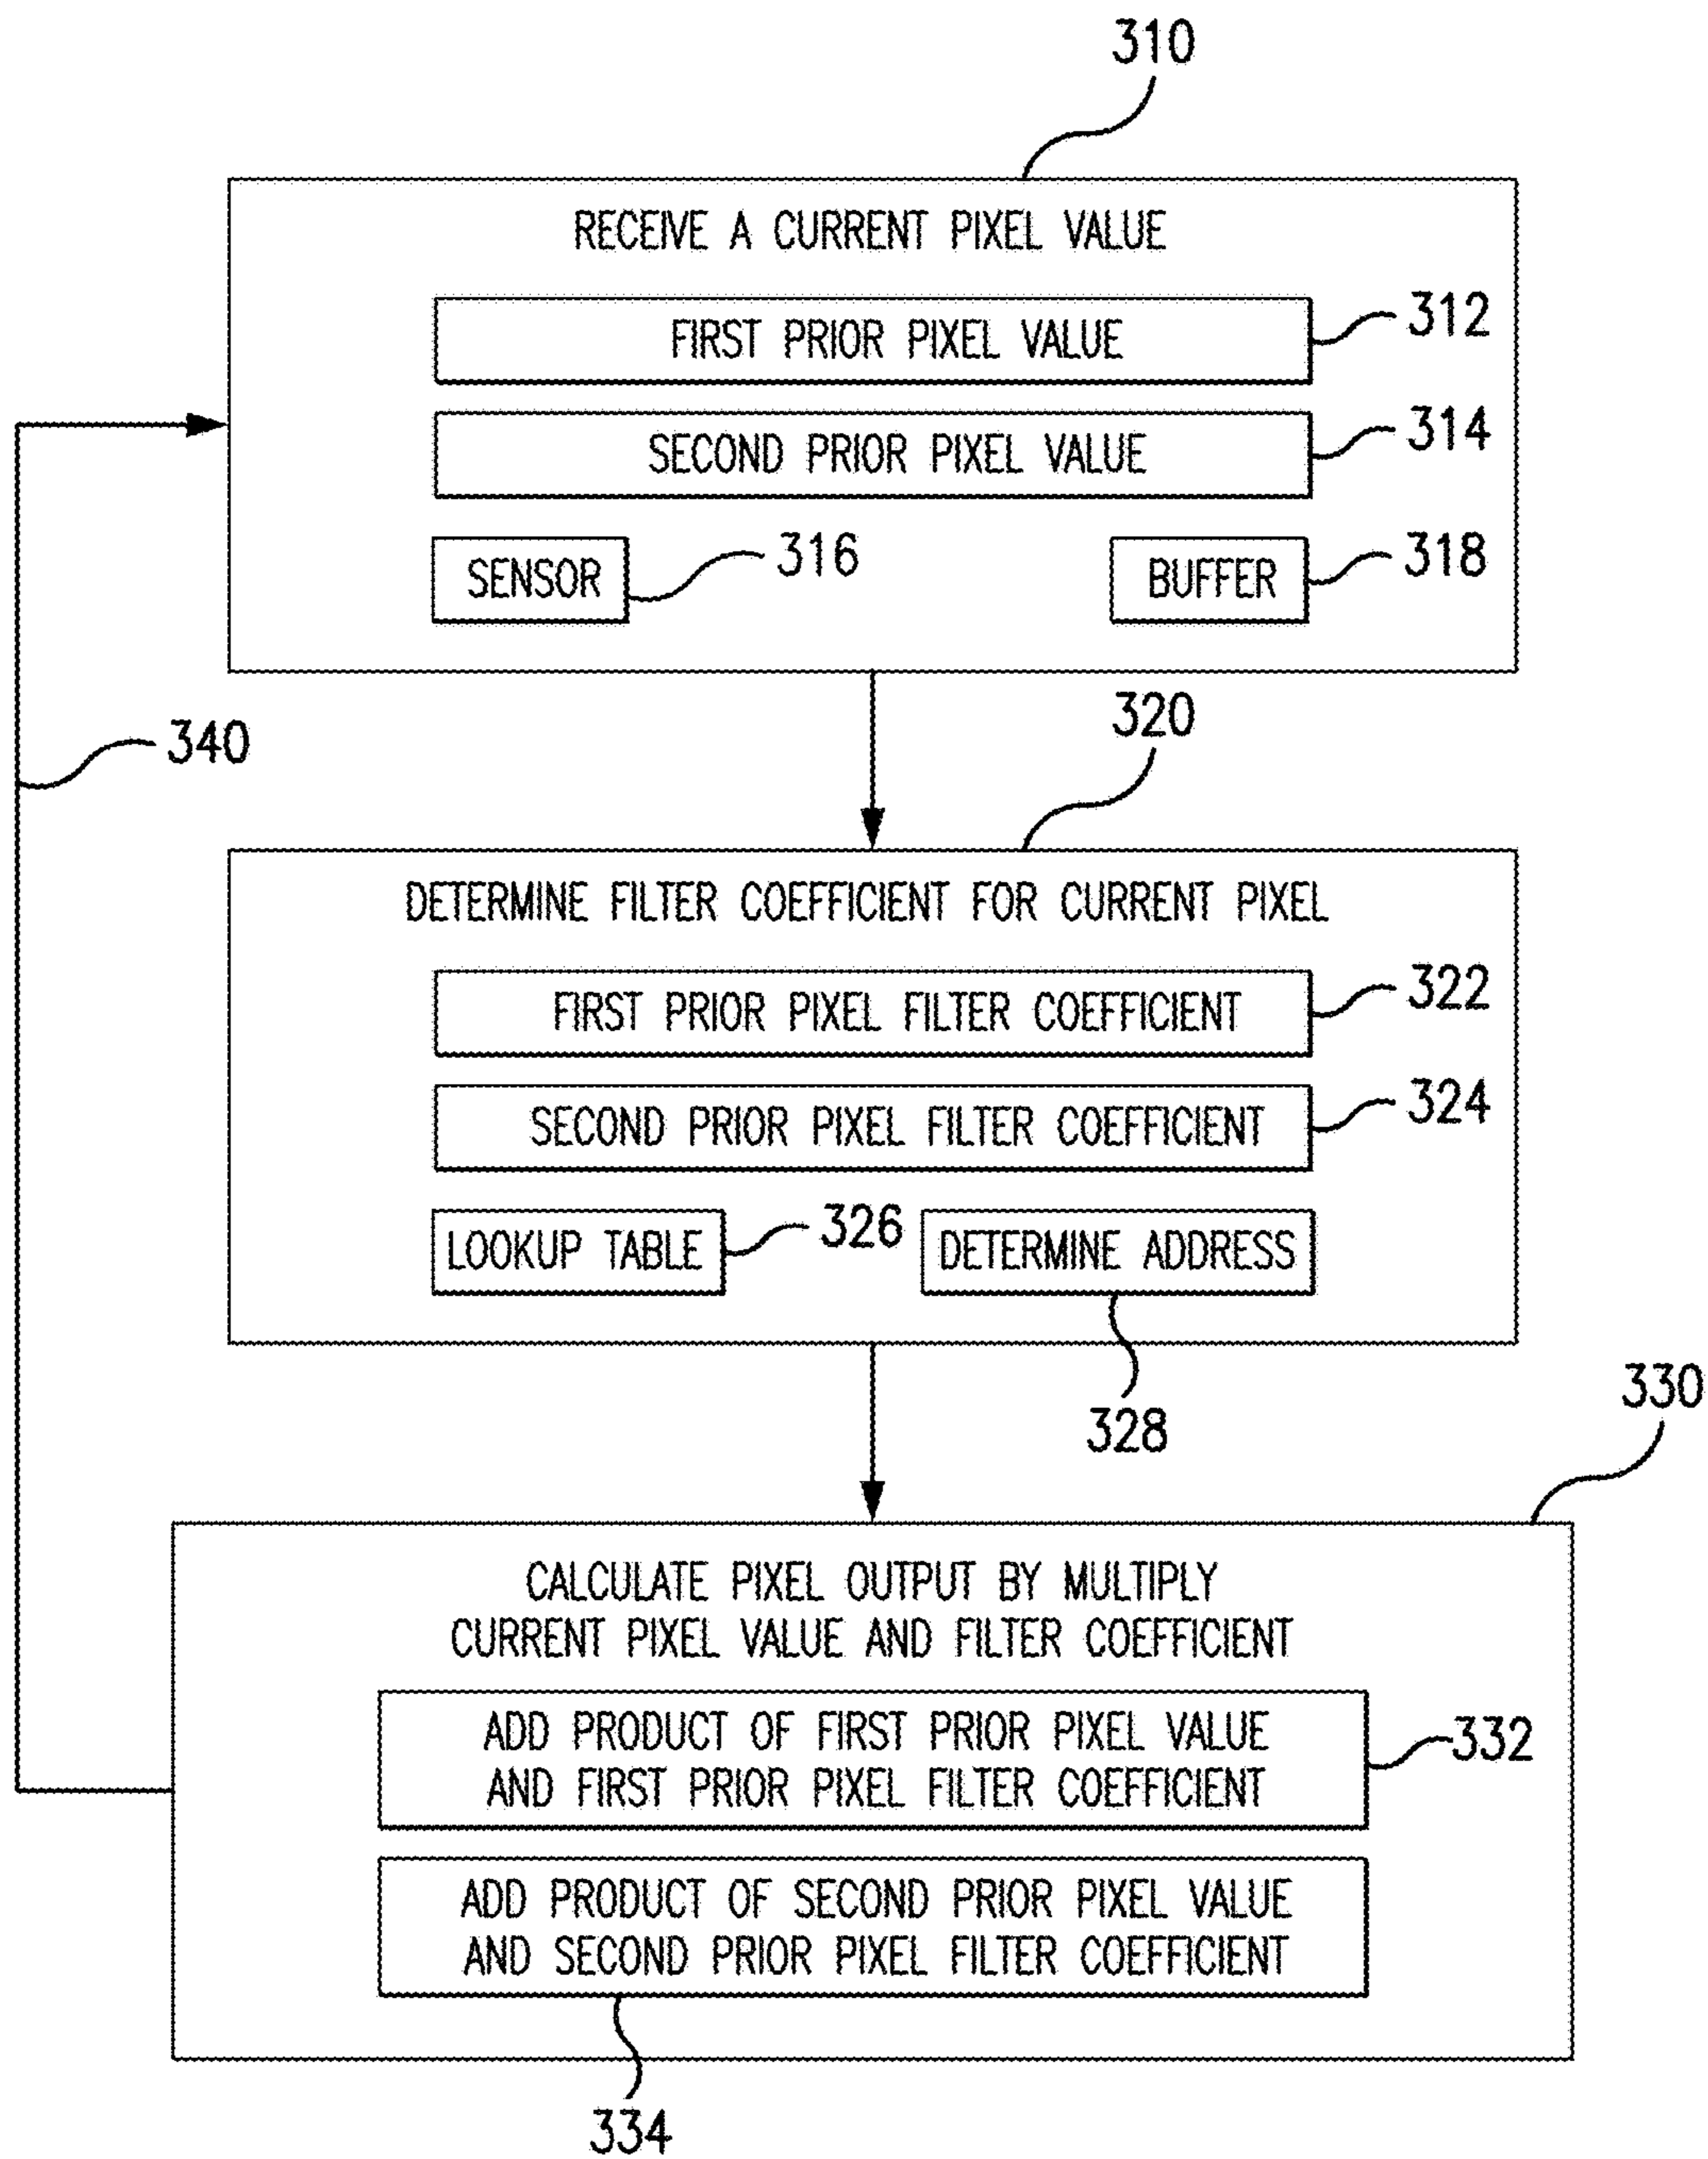 310
RECEIVE A CURRENT PIXEL VALUE
FIRST PRIOR PIXEL VALUE
312
SECOND PRIOR PIXEL VALUE
314
SENSOR
316
BUFFER
318
340
320
DETERMINE FILTER COEFFICIENT FOR CURRENT PIXEL
FIRST PRIOR PIXEL FILTER COEFFICIENT
322
SECOND PRIOR PIXEL FILTER COEFFICIENT
324
LOOKUP TABLE
326
DETERMINE ADDRESS
328
330
CALCULATE PIXEL OUTPUT BY MULTIPLY
CURRENT PIXEL VALUE AND FILTER COEFFICIENT
ADD PRODUCT OF FIRST PRIOR PIXEL VALUE
AND FIRST PRIOR PIXEL FILTER COEFFICIENT
332
ADD PRODUCT OF SECOND PRIOR PIXEL VALUE
AND SECOND PRIOR PIXEL FILTER COEFFICIENT
334